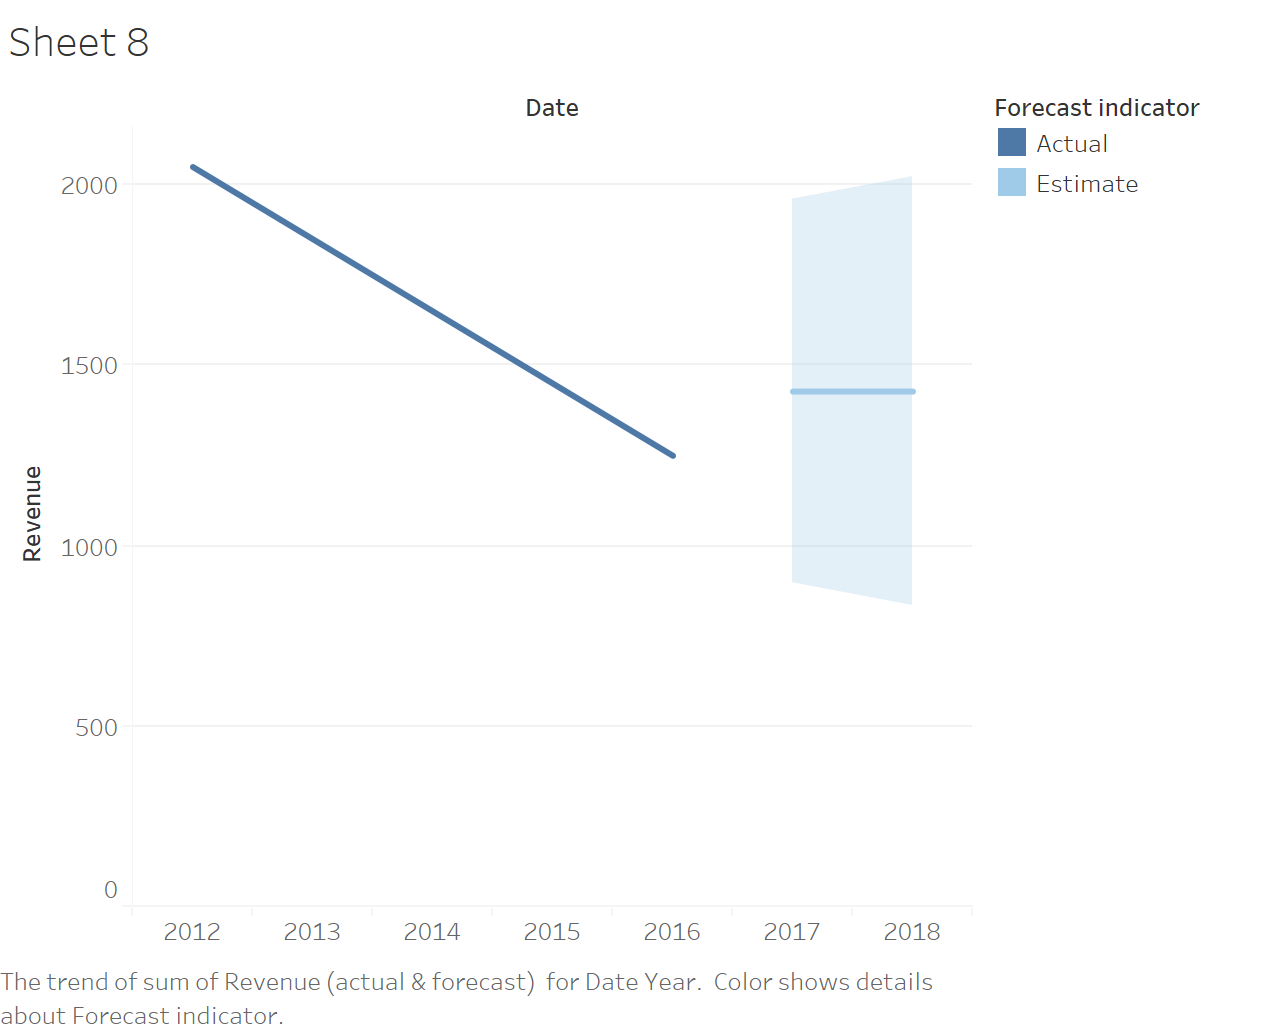 Sheet 8
Date
Forecast indicator
Actual
Estimate
Revenue
2000
1500
1000
500
0
2012 2013 2014 2015 2016 2017 2018
The trend of sum of Revenue (actual & forecast)  for Date Year.  Color shows details
about Forecast indicator.